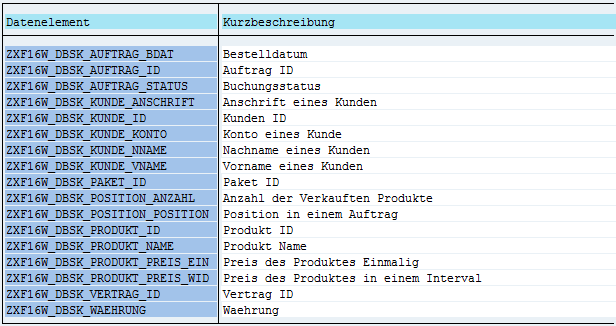 Datenelement Kurzbeschreibung
ZXF16W_DBSK_AUFTRAG_BDAT Bestelldatum
ZXF16W_DBSK_AUFTRAG_ID Auftrag ID
ZXF16W_DBSK_AUFTRAG_STATUS Buchungsstatus
ZXF16W_DBSK_KUNDE_ANSCHRIFT Anschrift eines Kunden
ZXF16W_DBSK_KUNDE_ID Kunden ID
ZXF16W_DBSK_KUNDE_KONTO Konto eines Kunde
ZXF16W_DBSK_KUNDE_NNAME Nachname eines Kunden
ZXF16W_DBSK_KUNDE_VNAME Vorname eines Kunden
ZXF16W_DBSK_PAKET_ID Paket ID
ZXF16W_DBSK_POSITION_ANZAHL Anzahl der Verkauften Produkte
ZXF16W_DBSK_POSITION_POSITION Position in einem Auftrag
ZXF16W_DBSK_PRODUKT_ID Produkt ID
ZXF16W_DBSK_PRODUKT_NAME Produkt Name
ZXF16W_DBSK_PRODUKT_PREIS_EIN Preis des Produktes Einmalig
ZXF16W_DBSK_PRODUKT_PREIS_WID Preis des Produktes in einem Interval
ZXF16W_DBSK_VERTRAG_ID Vertrag ID
ZXF16W_DBSK_WAEHRUNG Waehrung